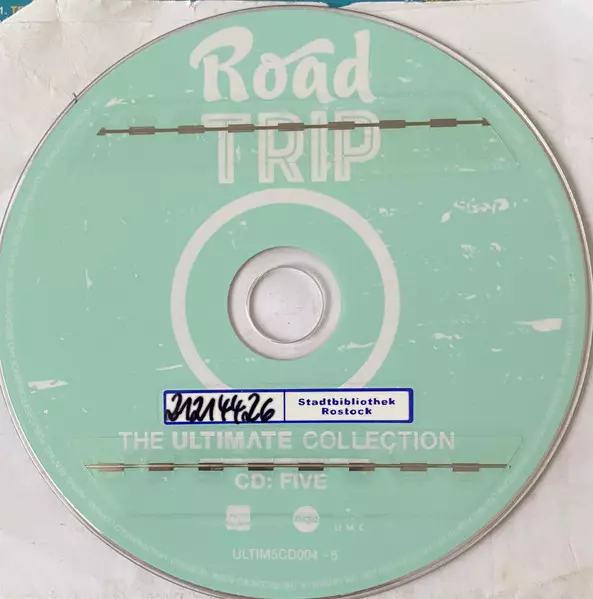 Road
TRIP
21214426
Stadtbibliothek
Rostock
THE ULTIMATE COLLECTION
CD: FIVE
UMC
ULTIM5CD004 - 5